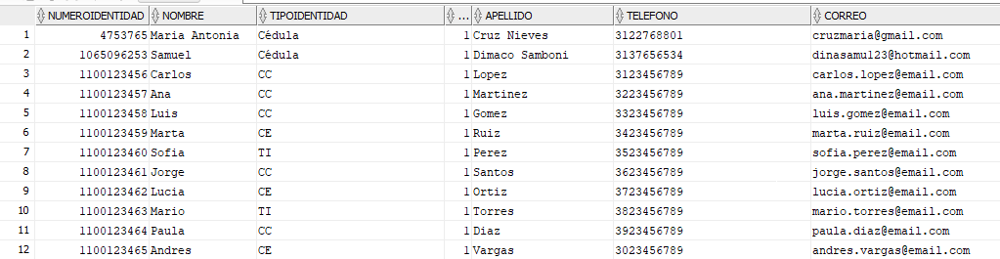 NUMEROIDENTIDAD NOMBRE TIPOIDENTIDAD ... APELLIDO TELEFONO CORREO
1 4753765 Maria Antonia Cédula 1 Cruz Nieves 3122768801 cruzmaria@gmail.com
2 1065096253 Samuel Cédula 1 Dimaco Samboni 3137656534 dinasamu123@hotmail.com
3 1100123456 Carlos CC 1 Lopez 3123456789 carlos.lopez@email.com
4 1100123457 Ana CC 1 Martinez 3223456789 ana.martinez@email.com
5 1100123458 Luis CC 1 Gomez 3323456789 luis.gomez@email.com
6 1100123459 Marta CE 1 Ruiz 3423456789 marta.ruiz@email.com
7 1100123460 Sofia TI 1 Perez 3523456789 sofia.perez@email.com
8 1100123461 Jorge CC 1 Santos 3623456789 jorge.santos@email.com
9 1100123462 Lucia CE 1 Ortiz 3723456789 lucia.ortiz@email.com
10 1100123463 Mario TI 1 Torres 3823456789 mario.torres@email.com
11 1100123464 Paula CC 1 Diaz 3923456789 paula.diaz@email.com
12 1100123465 Andres CE 1 Vargas 3023456789 andres.vargas@email.com